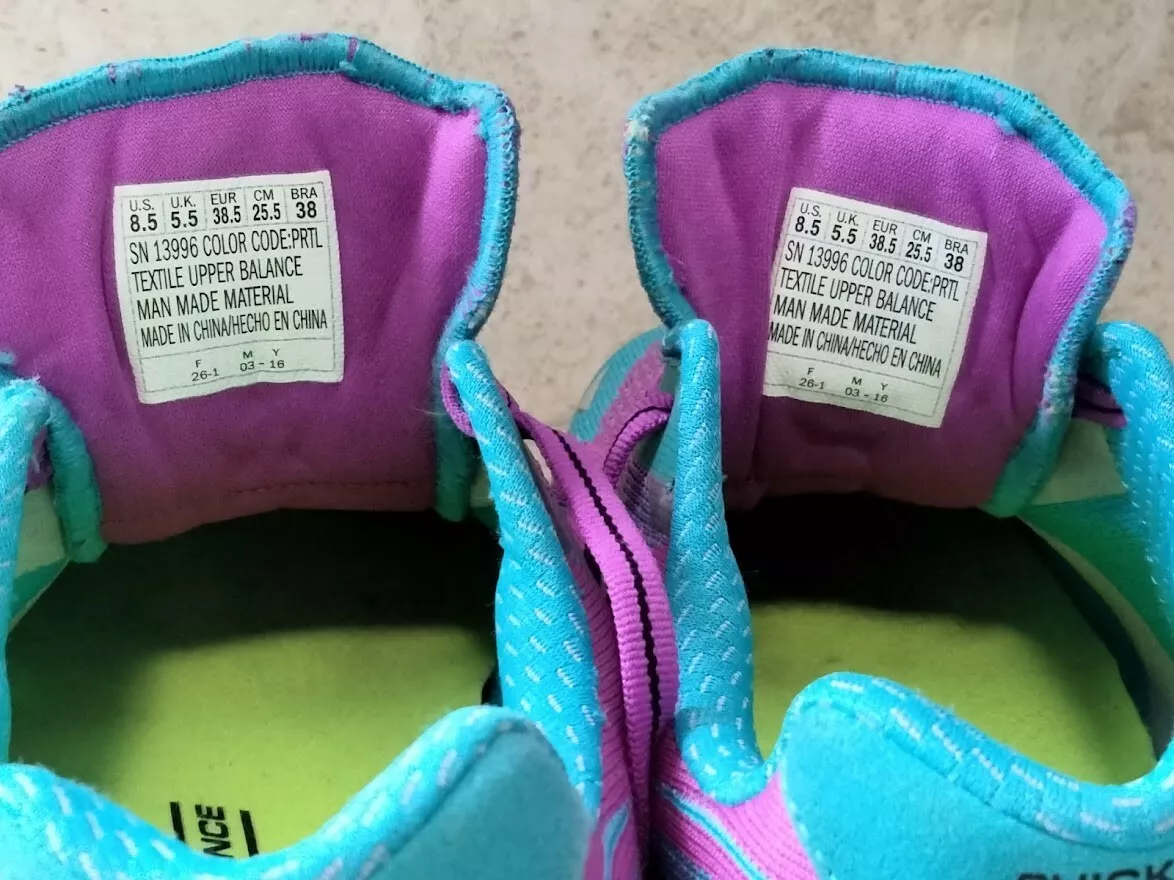 U.S. U.K. EUR CM BRA
8.5 5.5 38.5 25.5 38
SN 13996 COLOR CODE:PRTL
TEXTILE UPPER BALANCE
MAN MADE MATERIAL
MADE IN CHINA/HECHO EN CHINA
F M Y
26-1 03 - 16
U.S. U.K. EUR CM BRA
8.5 5.5 38.5 25.5 38
SN 13996 COLOR CODE:PRTL
TEXTILE UPPER BALANCE
MAN MADE MATERIAL
MADE IN CHINA/HECHO EN CHINA
F M Y
26-1 03 - 16
NCE